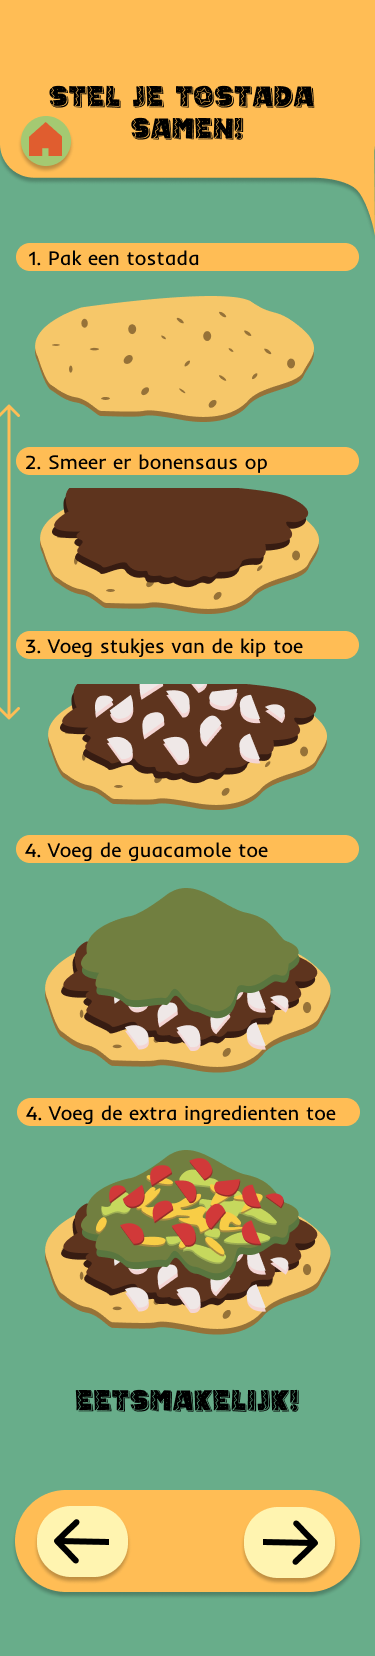 STEL JE TOSTADA
SAMEN!
1. Pak een tostada
2. Smeer er bonensaus op
3. Voeg stukjes van de kip toe
4. Voeg de guacamole toe
4. Voeg de extra ingredienten toe
EETSMAKELIJK!